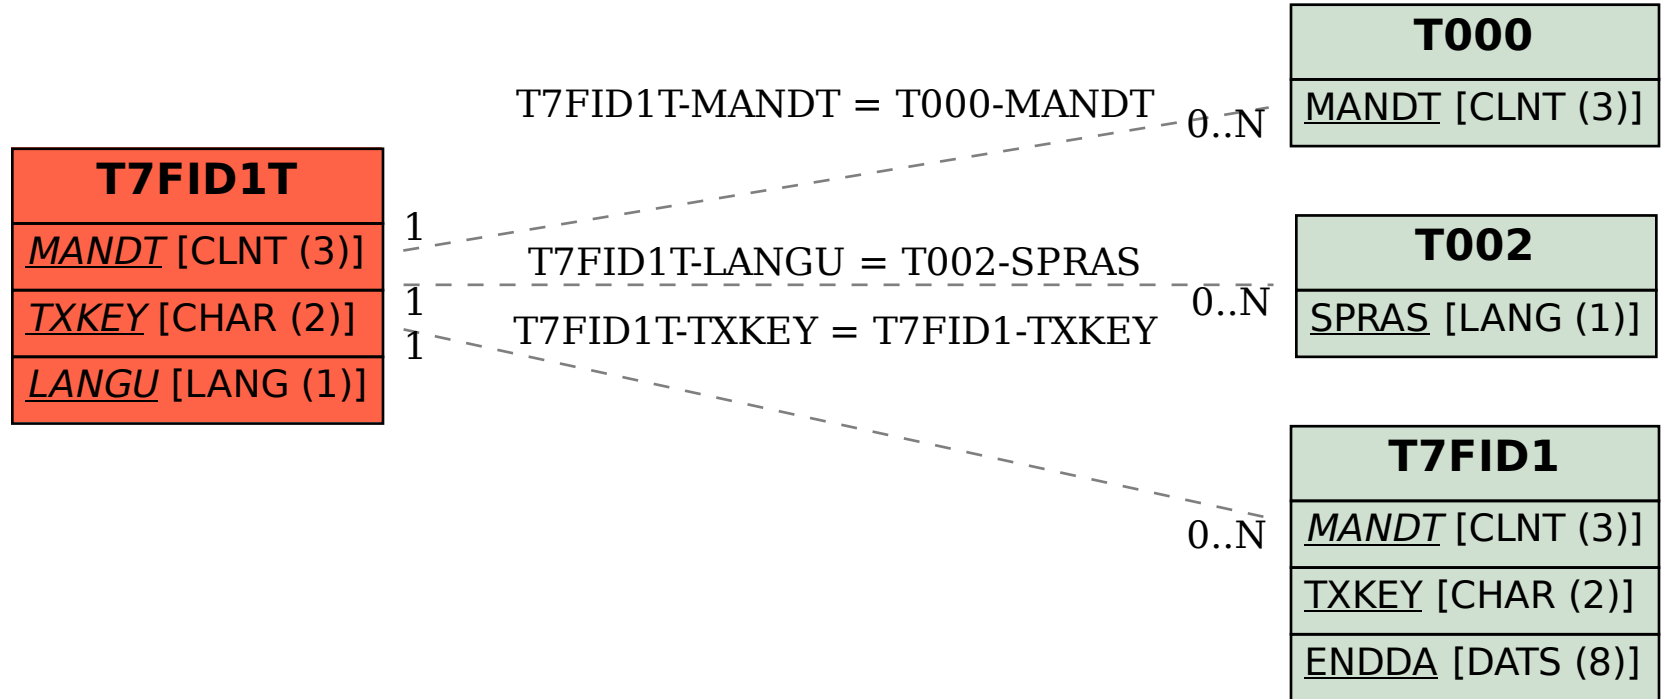 T7FID1T
MANDT [CLNT (3)]
TXKEY [CHAR (2)]
LANGU [LANG (1)]
T7FID1T-MANDT = T000-MANDT
1
0..N
T7FID1T-LANGU = T002-SPRAS
1
0..N
T7FID1T-TXKEY = T7FID1-TXKEY
1
0..N
T000
MANDT [CLNT (3)]
T002
SPRAS [LANG (1)]
T7FID1
MANDT [CLNT (3)]
TXKEY [CHAR (2)]
ENDDA [DATS (8)]